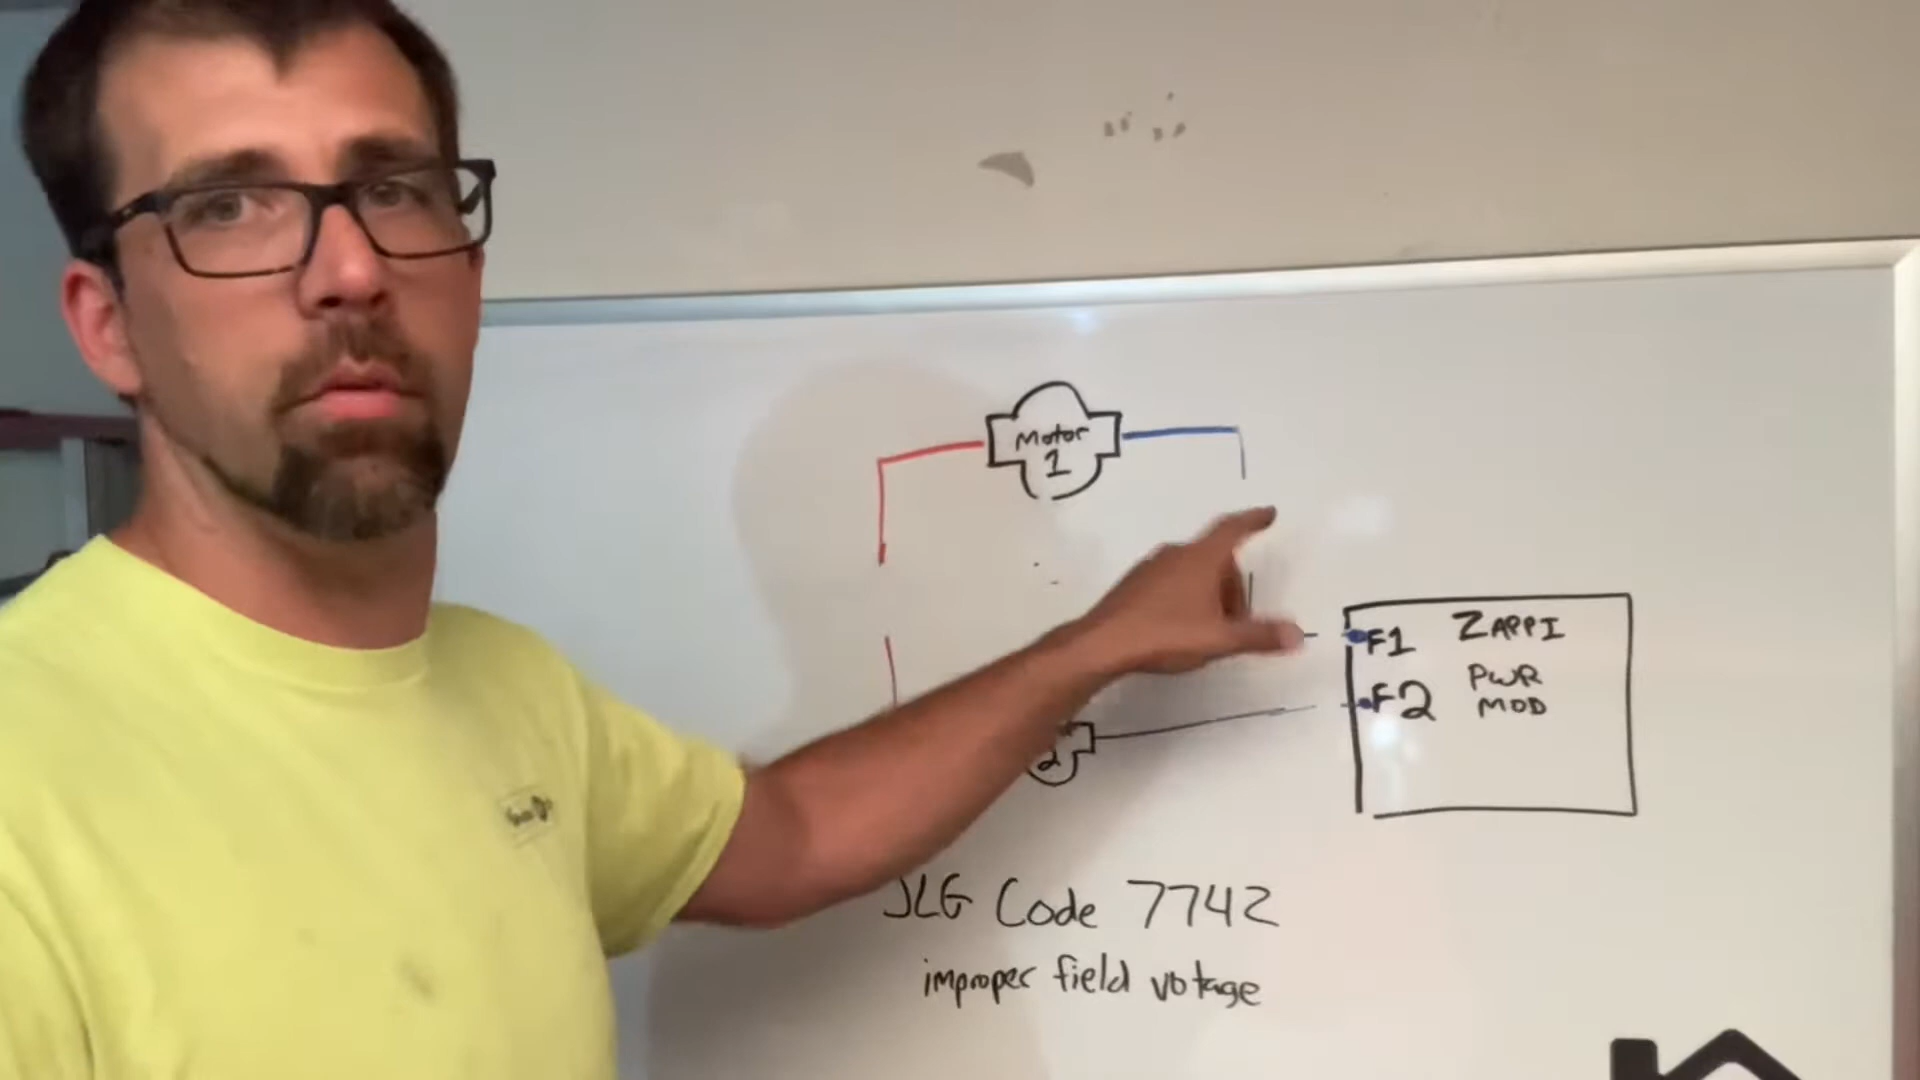 Motor
1
F1 ZAPPI
F2 PWR
MOD
2
JLG Code 7742
improper field votage